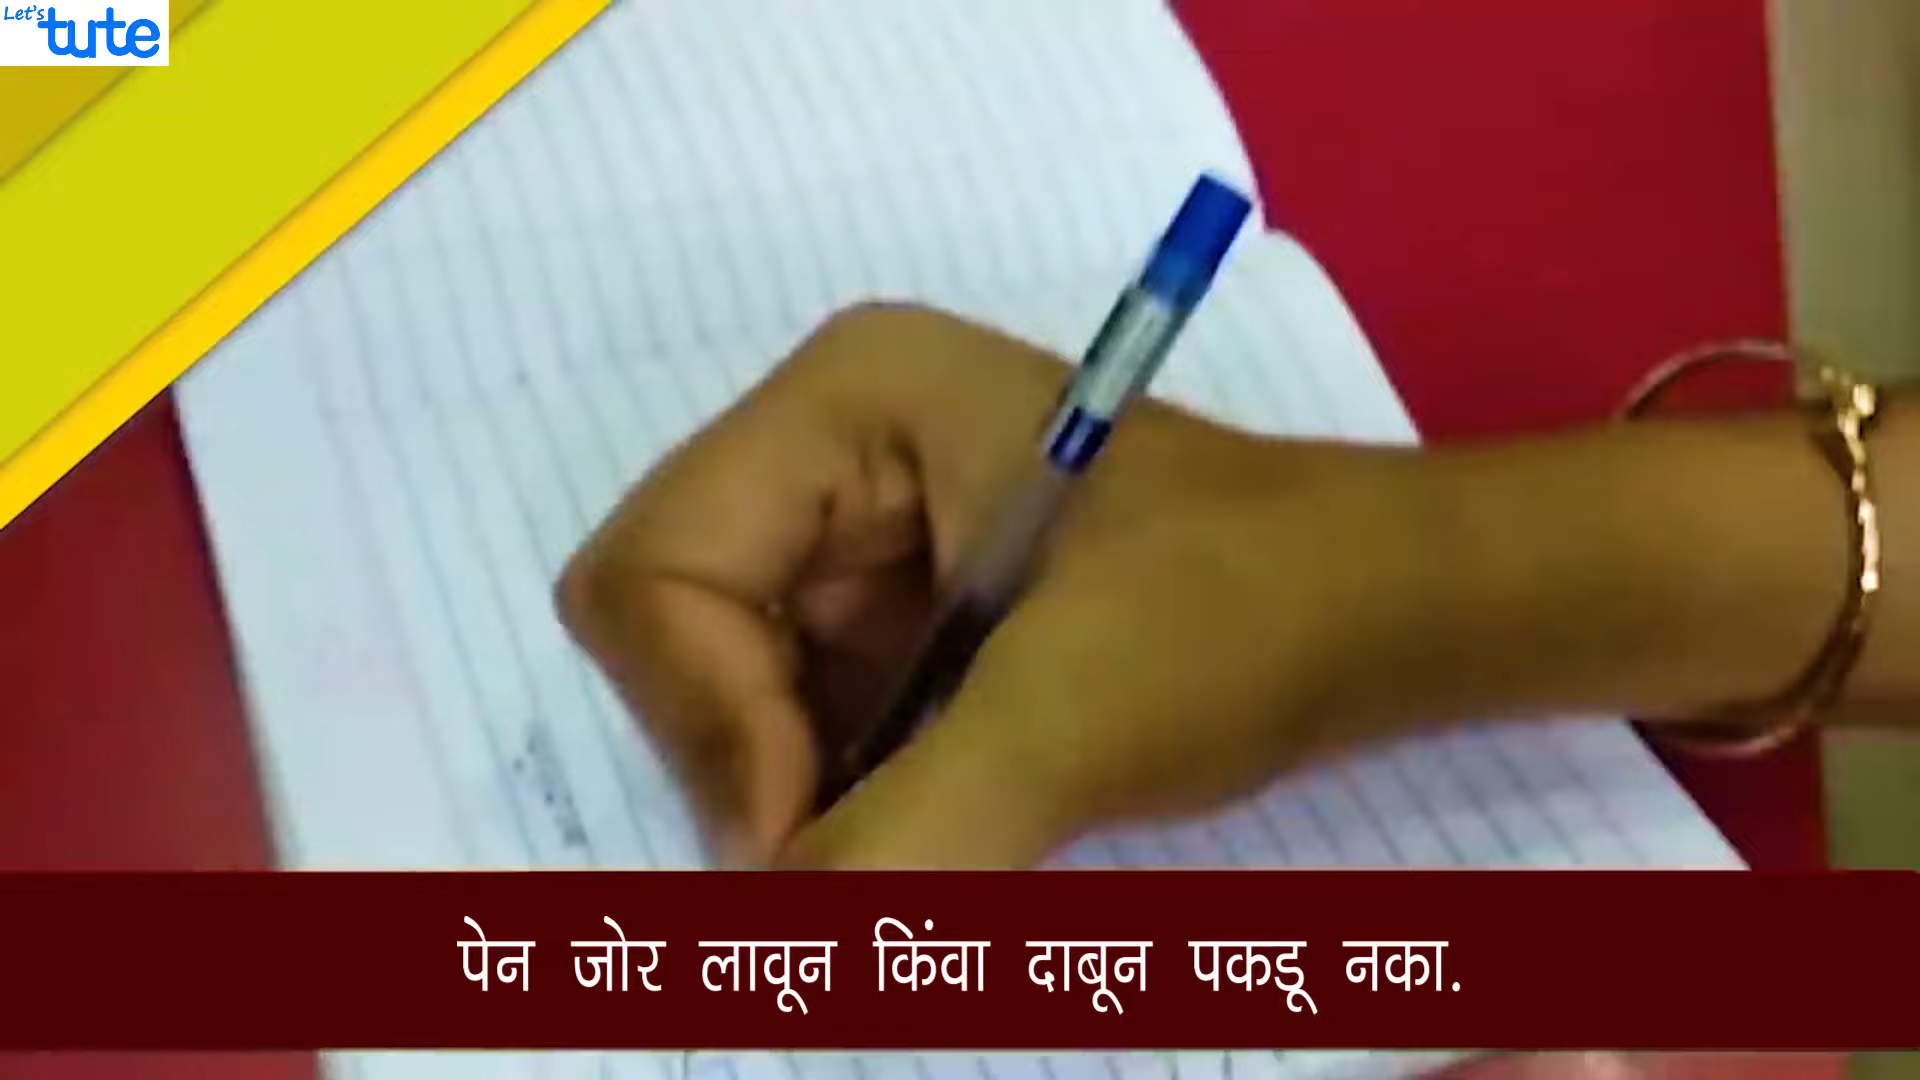 Let's
tute
पेन जोर लावून किंवा दाबून पकडू नका.